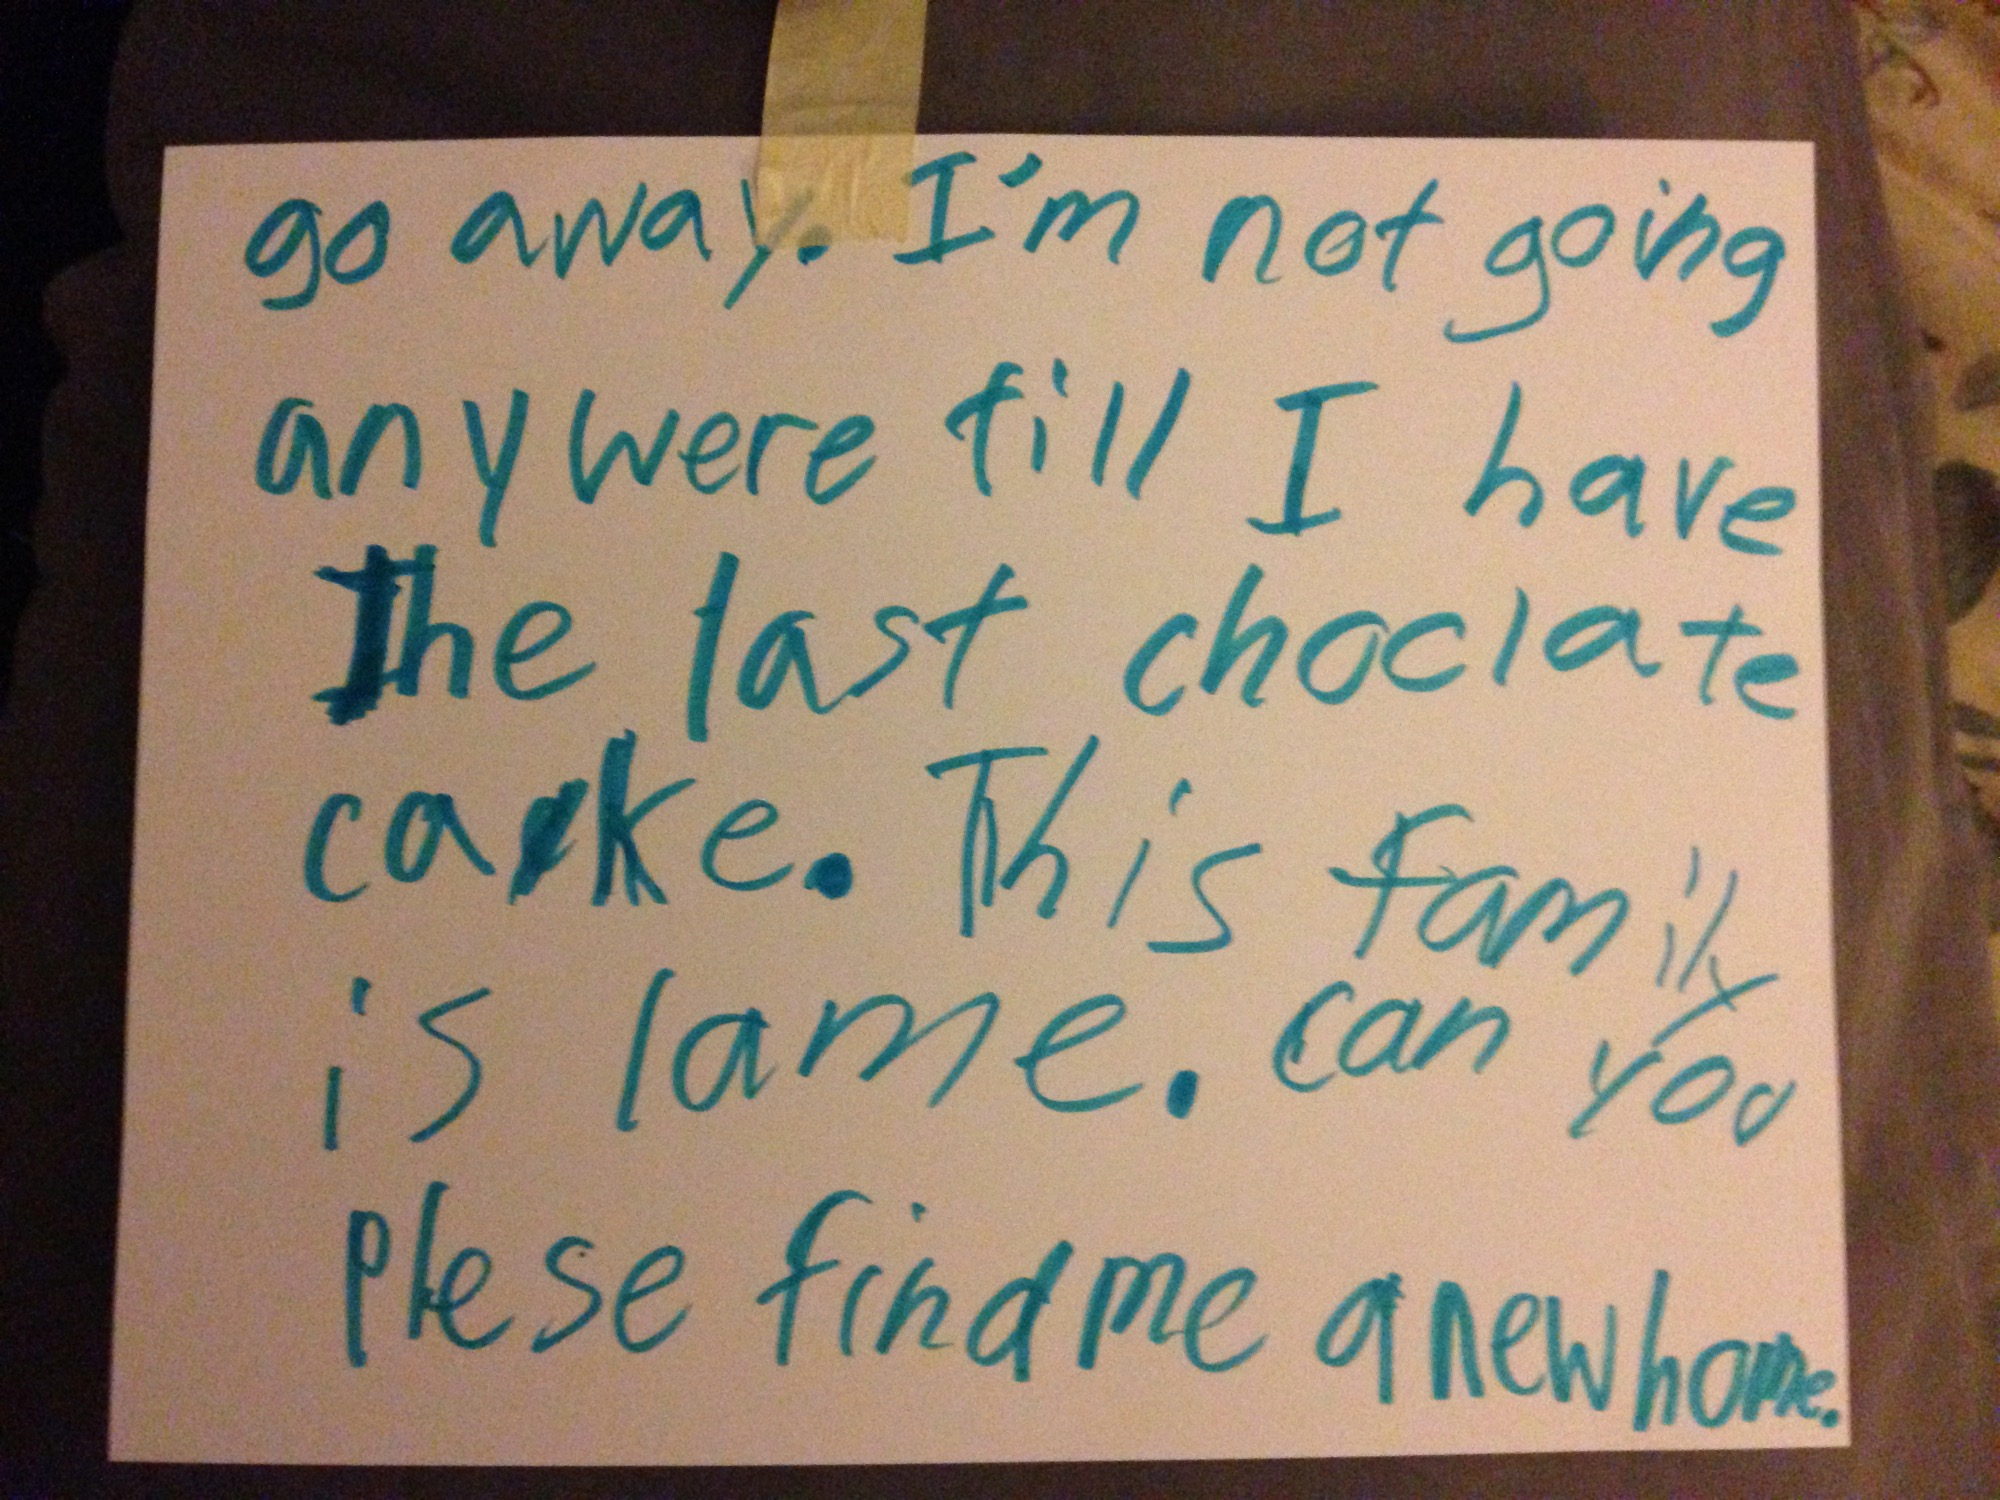 go away. I'm not going
anywere till I have
The last choclate
cake. This family
is lame. can you
plese find me a new home.